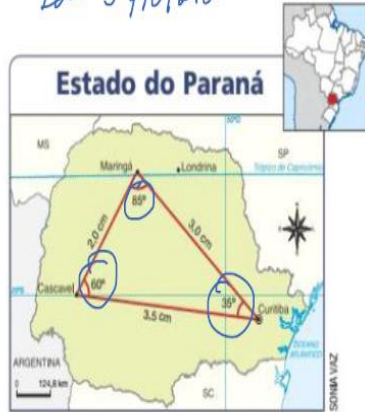 Estado do Paraná
MS
SP
50°O
Maringá
Londrina
Trópico de Capricórnio
85°
2,0 cm
3,0 cm
Cascavel
60°
35°
Curitiba
3,5 cm
OCEANO
ATLÂNTICO
ARGENTINA
0 124,8 km
SC
SONIA VAZ